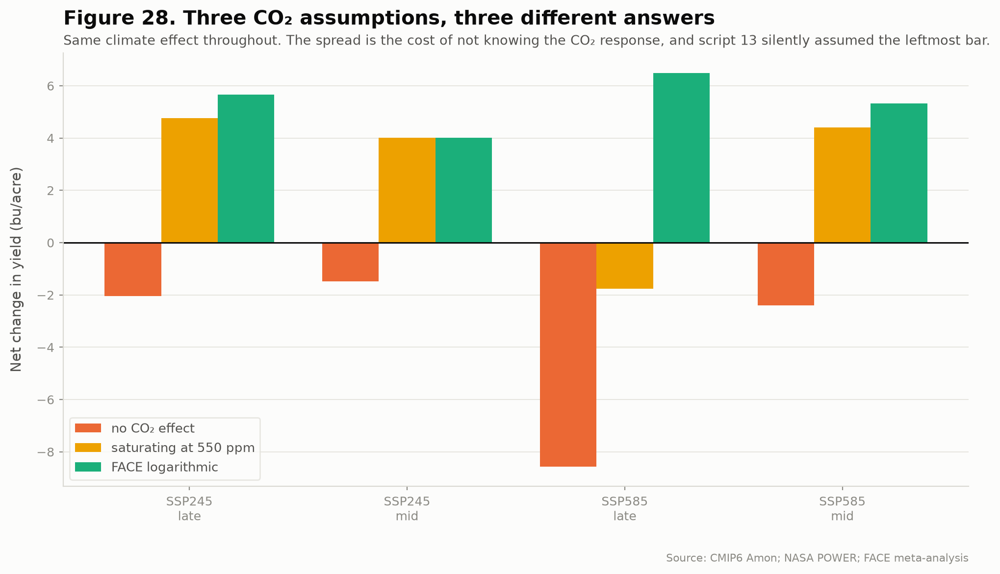 Figure 28. Three CO₂ assumptions, three different answers
Same climate effect throughout. The spread is the cost of not knowing the CO₂ response, and script 13 silently assumed the leftmost bar.
Net change in yield (bu/acre)
6
4
2
0
−2
−4
−6
−8
no CO₂ effect
saturating at 550 ppm
FACE logarithmic
SSP245
late
SSP245
mid
SSP585
late
SSP585
mid
Source: CMIP6 Amon; NASA POWER; FACE meta-analysis